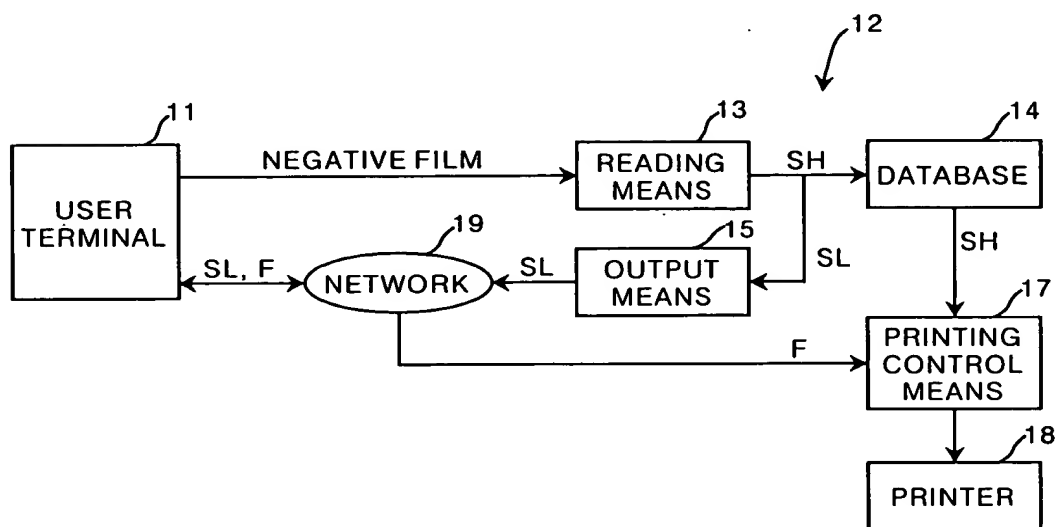 12
11
13
14
NEGATIVE FILM
READING
MEANS
SH
DATABASE
USER
TERMINAL
19
15
SL
SH
SL, F
NETWORK
SL
OUTPUT
MEANS
17
F
PRINTING
CONTROL
MEANS
18
PRINTER